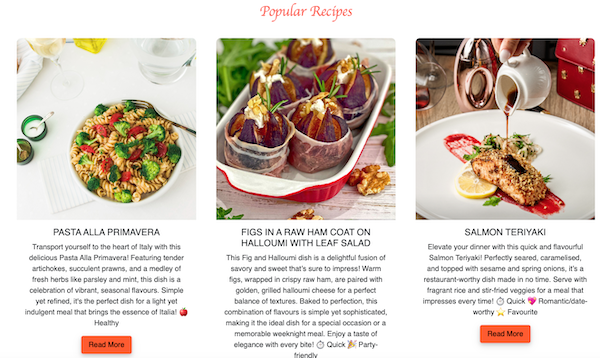 Popular Recipes
PASTA ALLA PRIMAVERA
Transport yourself to the heart of Italy with this
delicious Pasta Alla Primavera! Featuring tender
artichokes, succulent prawns, and a medley of
fresh herbs like parsley and mint, this dish is a
celebration of vibrant, seasonal flavours. Simple
yet refined, it's the perfect dish for a light yet
indulgent meal that brings the essence of Italia! 🍎
Healthy
Read More
FIGS IN A RAW HAM COAT ON
HALLOUMI WITH LEAF SALAD
This Fig and Halloumi dish is a delightful fusion of
savory and sweet that's sure to impress! Warm
figs, wrapped in crispy raw ham, are paired with
golden, grilled halloumi cheese for a perfect
balance of textures. Baked to perfection, this
combination of flavours is simple yet sophisticated,
making it the ideal dish for a special occasion or a
memorable weeknight meal. Enjoy a taste of
elegance with every bite! ⏱️ Quick 🎉 Party-
friendly
SALMON TERIYAKI
Elevate your dinner with this quick and flavourful
Salmon Teriyaki! Perfectly seared, caramelised,
and topped with sesame and spring onions, it's a
restaurant-worthy dish made in no time. Serve with
fragrant rice and stir-fried veggies for a meal that
impresses every time! ⏱️ Quick 💖 Romantic/date-
worthy ⭐ Favourite
Read More